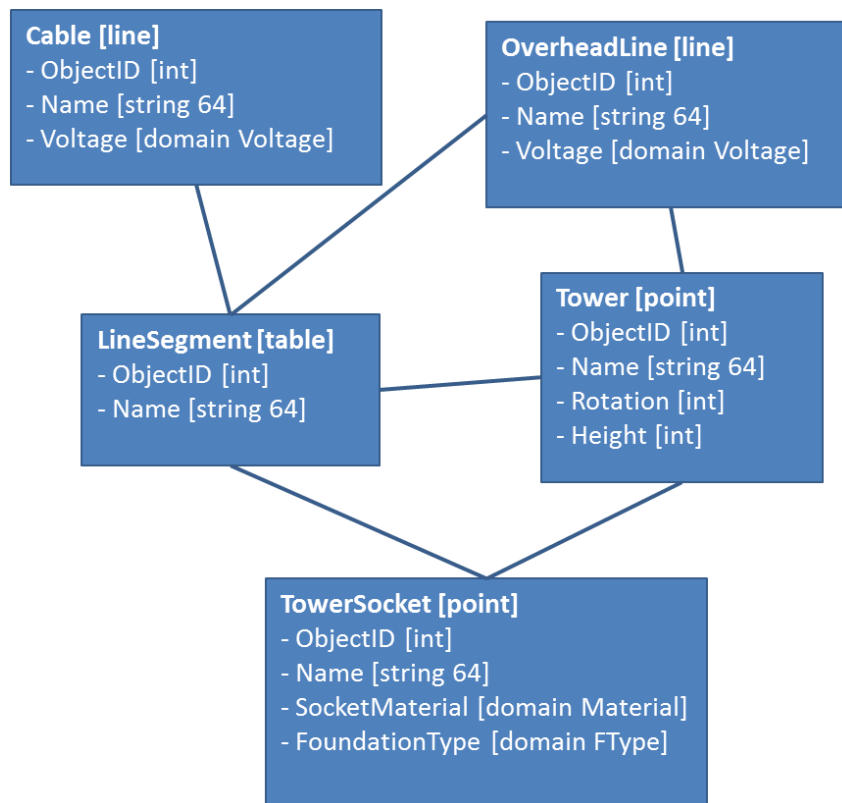 Cable [line]
- ObjectID [int]
- Name [string 64]
- Voltage [domain Voltage]
OverheadLine [line]
- ObjectID [int]
- Name [string 64]
- Voltage [domain Voltage]
LineSegment [table]
- ObjectID [int]
- Name [string 64]
Tower [point]
- ObjectID [int]
- Name [string 64]
- Rotation [int]
- Height [int]
TowerSocket [point]
- ObjectID [int]
- Name [string 64]
- SocketMaterial [domain Material]
- FoundationType [domain FType]